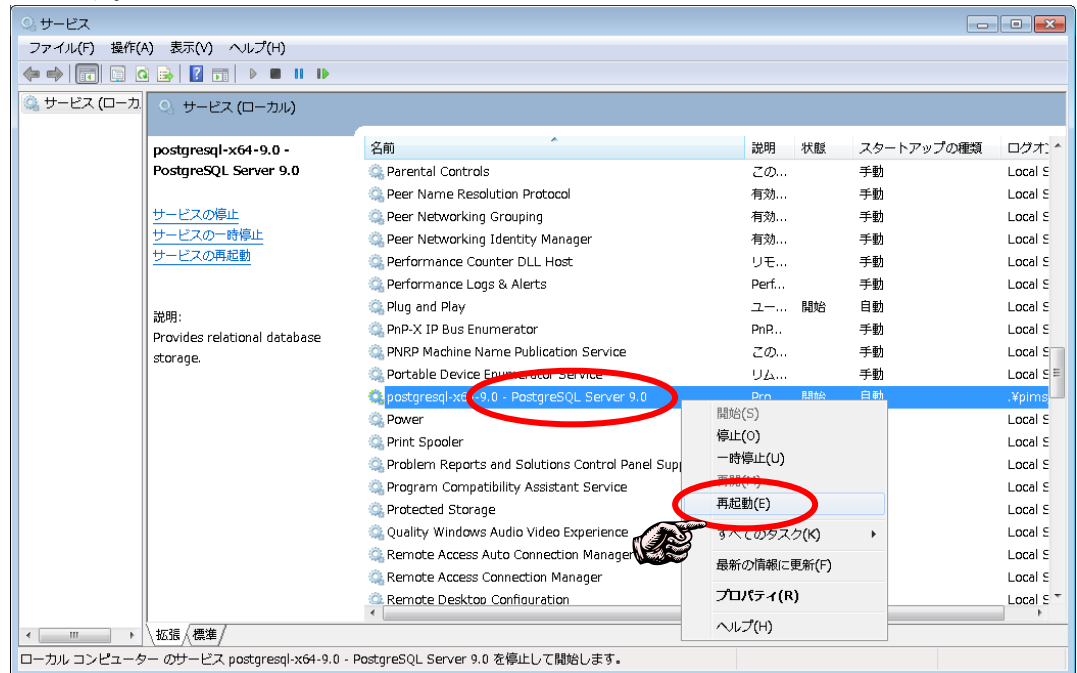 サービス
ファイル(F) 操作(A) 表示(V) ヘルプ(H)
サービス (ローカ
サービス (ローカル)
postgresql-x64-9.0 -
PostgreSQL Server 9.0
サービスの停止
サービスの一時停止
サービスの再起動
説明:
Provides relational database
storage.
名前 説明 状態 スタートアップの種類 ログオ
Parental Controls この... 手動 Local S
Peer Name Resolution Protocol 有効... 手動 Local S
Peer Networking Grouping 有効... 手動 Local S
Peer Networking Identity Manager 有効... 手動 Local S
Performance Counter DLL Host リモ... 手動 Local S
Performance Logs & Alerts Perf... 手動 Local S
Plug and Play ユー... 開始 自動 Local S
PnP-X IP Bus Enumerator PnP... 手動 Local S
PNRP Machine Name Publication Service この... 手動 Local S
Portable Device Enumerator Service リム... 手動 Local S
postgresql-x64-9.0 - PostgreSQL Server 9.0 Pro 開始 自動 .¥pims
Power Local S
Print Spooler Local S
Problem Reports and Solutions Control Panel Sup Local S
Program Compatibility Assistant Service Local S
Protected Storage Local S
Quality Windows Audio Video Experience Local S
Remote Access Auto Connection Manager Local S
Remote Access Connection Manager Local S
Remote Desktop Configuration Local S
開始(S)
停止(O)
一時停止(U)
再開(M)
再起動(E)
すべてのタスク(K)
最新の情報に更新(F)
プロパティ(R)
ヘルプ(H)
拡張 標準
ローカル コンピューター のサービス postgresql-x64-9.0 - PostgreSQL Server 9.0 を停止して開始します。